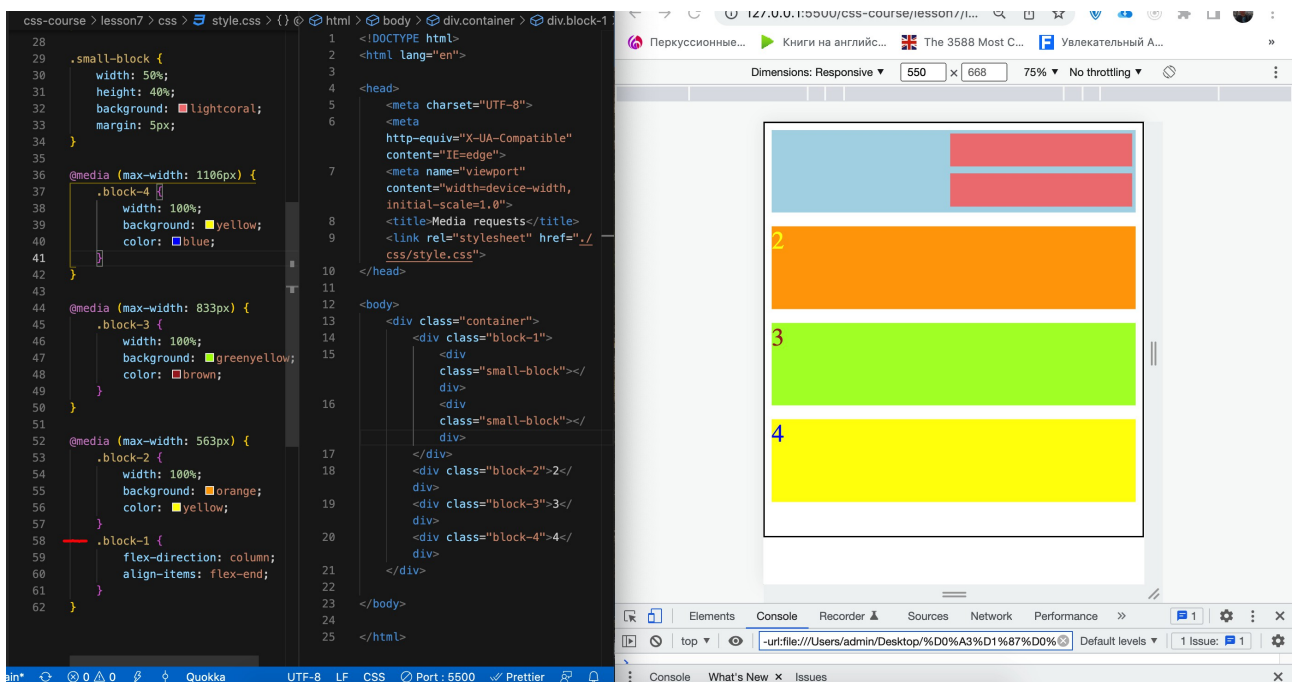 css-course > lesson7 > css > style.css > {}
html > body > div.container > div.block-1
28
29 .small-block {
30 width: 50%;
31 height: 40%;
32 background: lightcoral;
33 margin: 5px;
34 }
35
36 @media (max-width: 1106px) {
37 .block-4 {
38 width: 100%;
39 background: yellow;
40 color: blue;
41 }
42 }
43
44 @media (max-width: 833px) {
45 .block-3 {
46 width: 100%;
47 background: greenyellow;
48 color: brown;
49 }
50 }
51
52 @media (max-width: 563px) {
53 .block-2 {
54 width: 100%;
55 background: orange;
56 color: yellow;
57 }
58 .block-1 {
59 flex-direction: column;
60 align-items: flex-end;
61 }
62 }
1 <!DOCTYPE html>
2 <html lang="en">
3
4 <head>
5 <meta charset="UTF-8">
6 <meta
http-equiv="X-UA-Compatible"
content="IE=edge">
7 <meta name="viewport"
content="width=device-width,
initial-scale=1.0">
8 <title>Media requests</title>
9 <link rel="stylesheet" href="./
css/style.css">
10 </head>
11
12 <body>
13 <div class="container">
14 <div class="block-1">
15 <div
class="small-block"></
div>
16 <div
class="small-block"></
div>
17 </div>
18 <div class="block-2">2</
div>
19 <div class="block-3">3</
div>
20 <div class="block-4">4</
div>
21 </div>
22
23 </body>
24
25 </html>
ain* 0 0 Quokka UTF-8 LF CSS Port : 5500 Prettier
127.0.0.1:5500/css-course/lesson7/i...
Перкуссионные... Книги на английс... The 3588 Most C... Увлекательный А... »
Dimensions: Responsive ▼ 550 × 668 75% ▼ No throttling ▼
2
3
4
Elements Console Recorder Sources Network Performance » 1
top ▼ -url:file:///Users/admin/Desktop/%D0%A3%D1%87%D0% Default levels ▼ 1 Issue: 1
>
Console What's New × Issues